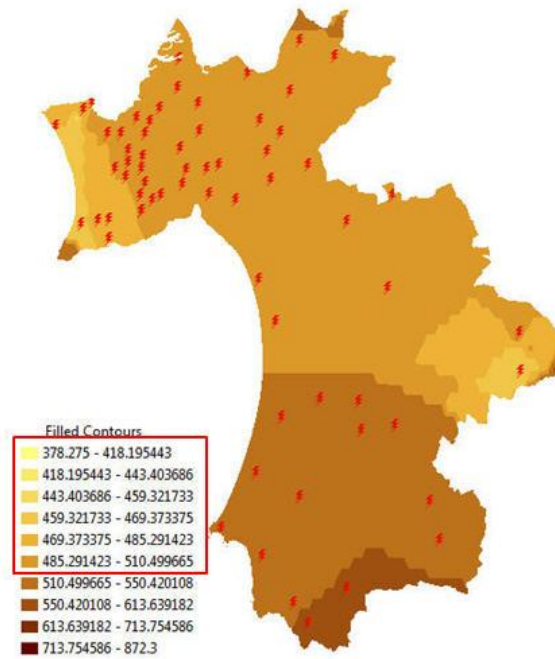 Filled Contours
378.275 - 418.195443
418.195443 - 443.403686
443.403686 - 459.321733
459.321733 - 469.373375
469.373375 - 485.291423
485.291423 - 510.499665
510.499665 - 550.420108
550.420108 - 613.639182
613.639182 - 713.754586
713.754586 - 872.3